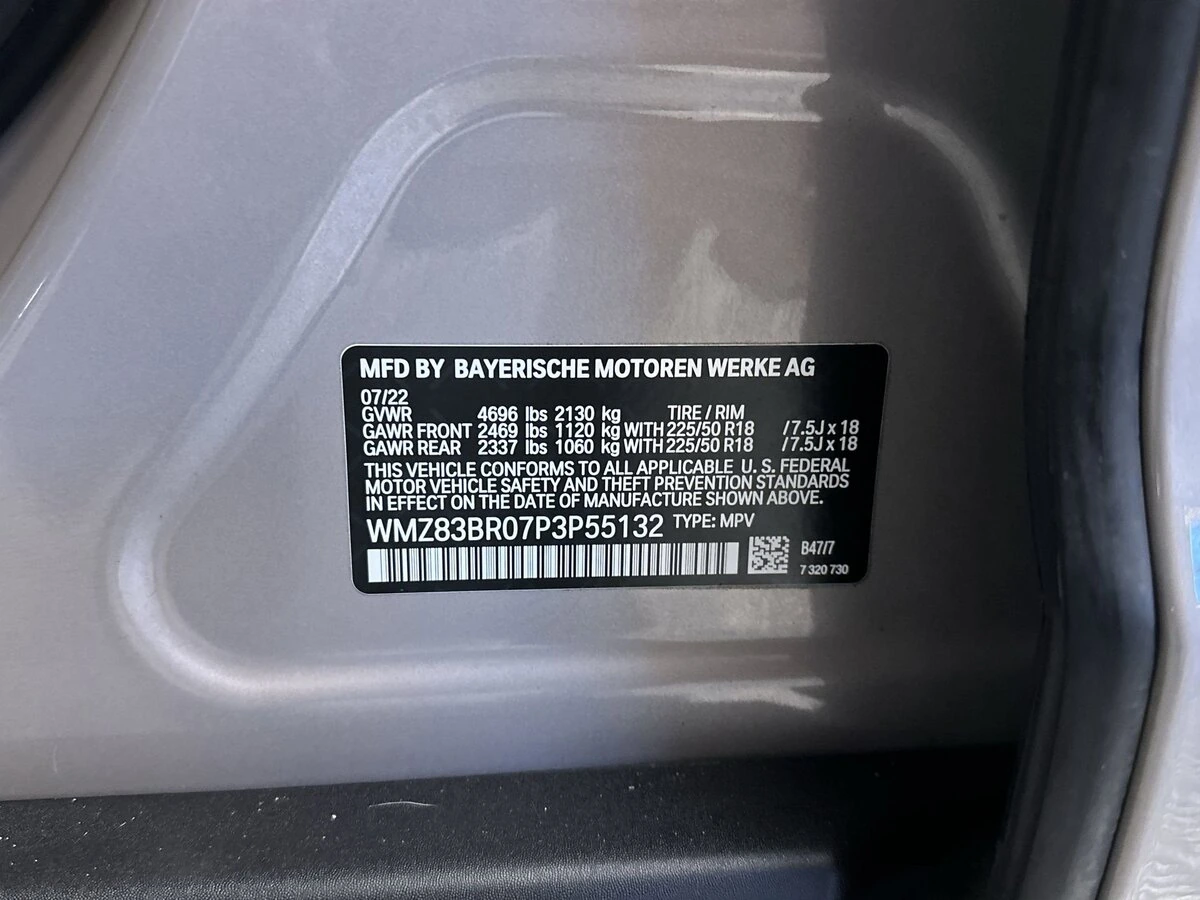 MFD BY BAYERISCHE MOTOREN WERKE AG
07/22
GVWR 4696 lbs 2130 kg TIRE / RIM
GAWR FRONT 2469 lbs 1120 kg WITH 225/50 R18 / 7.5J x 18
GAWR REAR 2337 lbs 1060 kg WITH 225/50 R18 / 7.5J x 18
THIS VEHICLE CONFORMS TO ALL APPLICABLE U. S. FEDERAL
MOTOR VEHICLE SAFETY AND THEFT PREVENTION STANDARDS
IN EFFECT ON THE DATE OF MANUFACTURE SHOWN ABOVE.
WMZ83BR07P3P55132 TYPE: MPV
B47/7
7 320 730